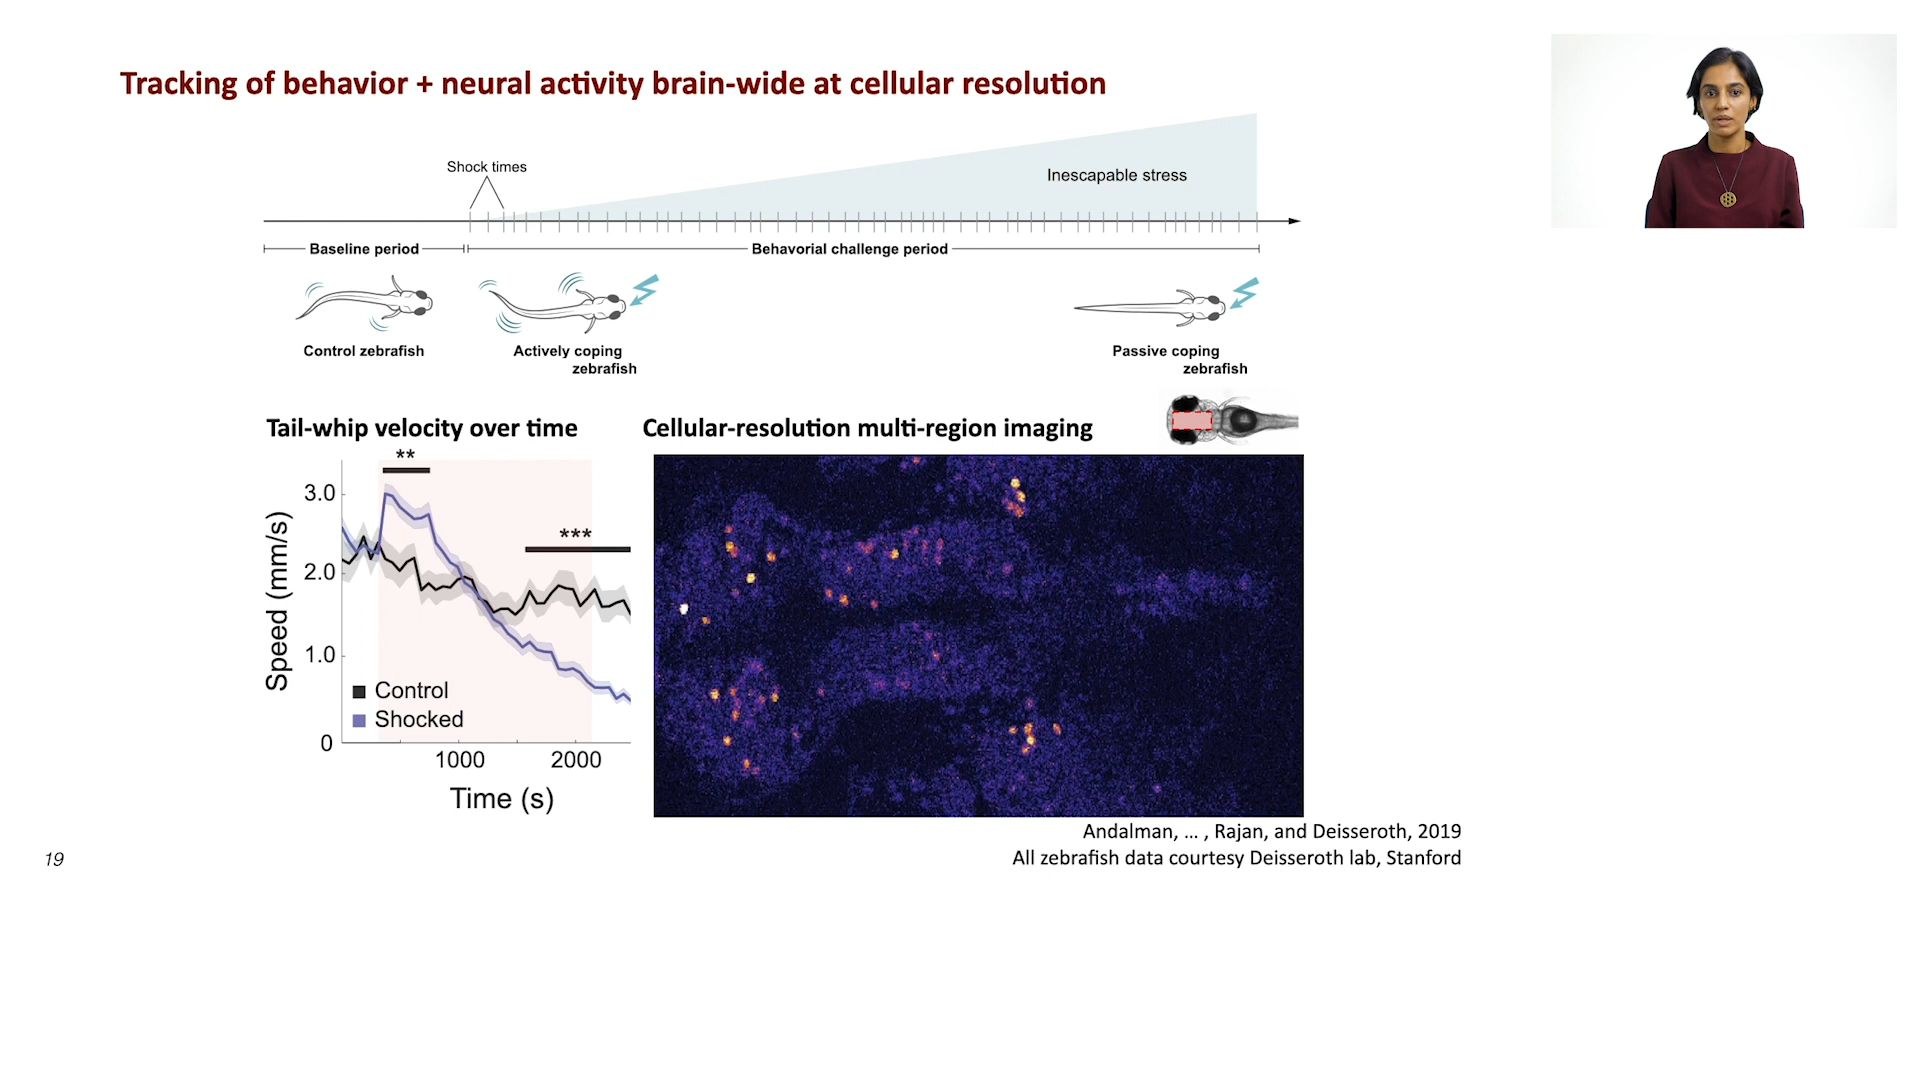 Tracking of behavior + neural activity brain-wide at cellular resolution
Shock times
Inescapable stress
Baseline period
Behavorial challenge period
Control zebrafish
Actively coping
zebrafish
Passive coping
zebrafish
Tail-whip velocity over time
Cellular-resolution multi-region imaging
**
***
3.0
2.0
1.0
0
Speed (mm/s)
Control
Shocked
1000
2000
Time (s)
Andalman, ... , Rajan, and Deisseroth, 2019
All zebrafish data courtesy Deisseroth lab, Stanford
19